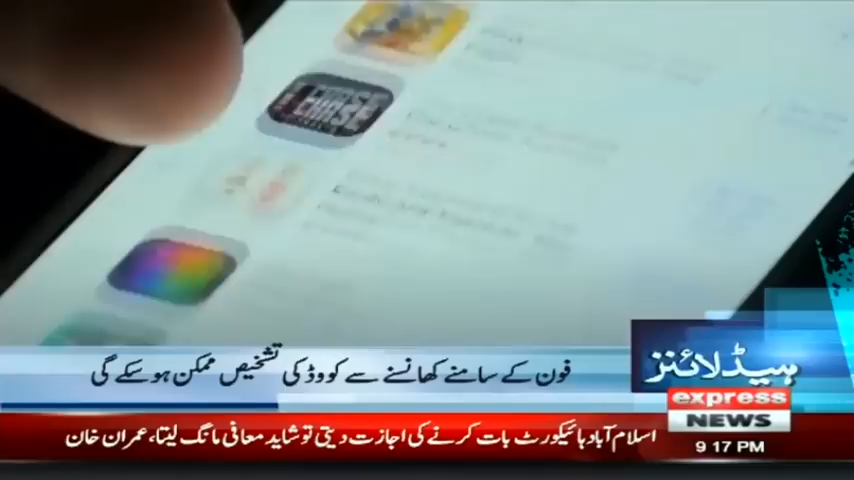 CHASE
فون کے سامنے کھانسنے سے کووڈ کی تشخیص ممکن ہو سکے گی
ہیڈلائنز
express
NEWS
اسلام آباد ہائیکورٹ بات کرنے کی اجازت دیتی تو شاید معافی مانگ لیتا، عمران خان
9:17 PM